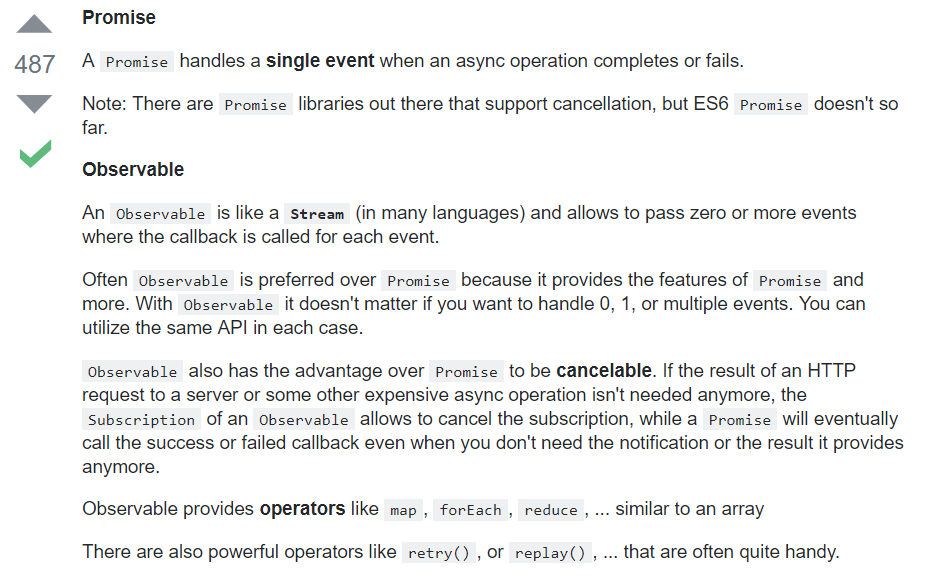 Promise
487
A Promise handles a single event when an async operation completes or fails.
Note: There are Promise libraries out there that support cancellation, but ES6 Promise doesn't so
far.
Observable
An Observable is like a Stream (in many languages) and allows to pass zero or more events
where the callback is called for each event.
Often Observable is preferred over Promise because it provides the features of Promise and
more. With Observable it doesn't matter if you want to handle 0, 1, or multiple events. You can
utilize the same API in each case.
Observable also has the advantage over Promise to be cancelable. If the result of an HTTP
request to a server or some other expensive async operation isn't needed anymore, the
Subscription of an Observable allows to cancel the subscription, while a Promise will eventually
call the success or failed callback even when you don't need the notification or the result it provides
anymore.
Observable provides operators like map, forEach, reduce, ... similar to an array
There are also powerful operators like retry(), or replay(), ... that are often quite handy.